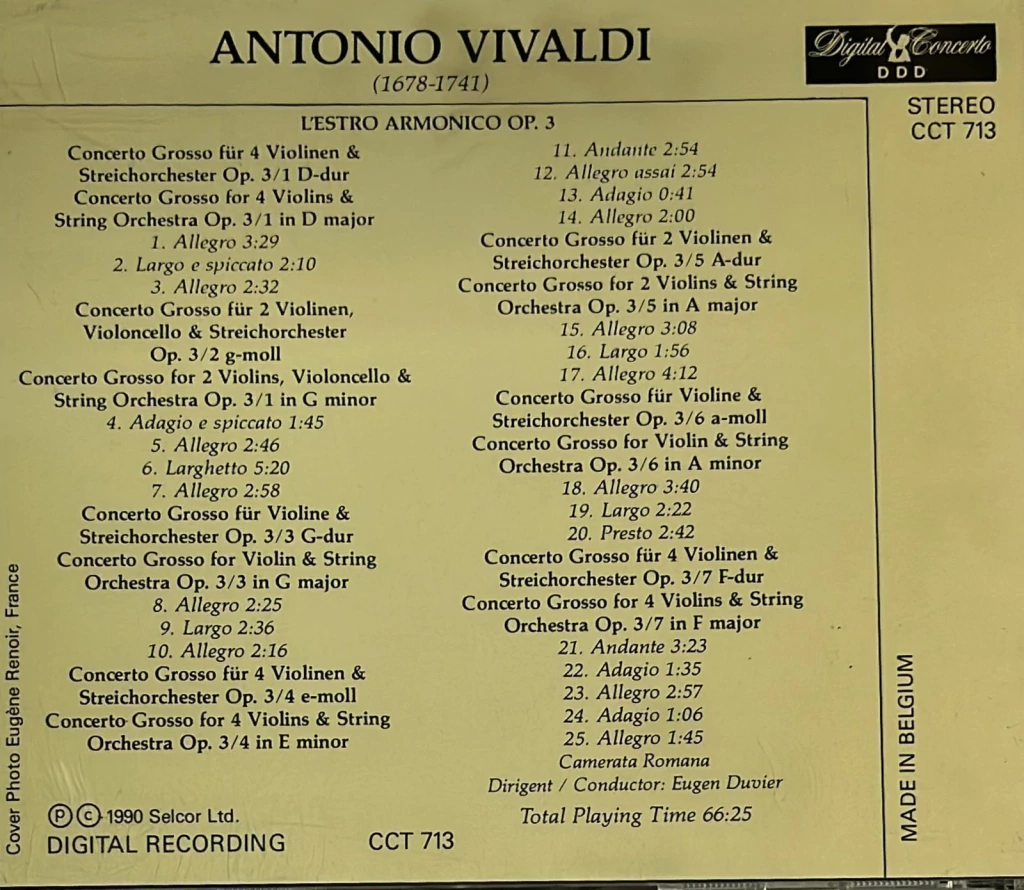 ANTONIO VIVALDI
(1678-1741)
Digital Concerto
DDD
STEREO
CCT 713
L'ESTRO ARMONICO OP. 3
Concerto Grosso für 4 Violinen &
Streichorchester Op. 3/1 D-dur
Concerto Grosso for 4 Violins &
String Orchestra Op. 3/1 in D major
1. Allegro 3:29
2. Largo e spiccato 2:10
3. Allegro 2:32
Concerto Grosso für 2 Violinen,
Violoncello & Streichorchester
Op. 3/2 g-moll
Concerto Grosso for 2 Violins, Violoncello &
String Orchestra Op. 3/1 in G minor
4. Adagio e spiccato 1:45
5. Allegro 2:46
6. Larghetto 5:20
7. Allegro 2:58
Concerto Grosso für Violine &
Streichorchester Op. 3/3 G-dur
Concerto Grosso for Violin & String
Orchestra Op. 3/3 in G major
8. Allegro 2:25
9. Largo 2:36
10. Allegro 2:16
Concerto Grosso für 4 Violinen &
Streichorchester Op. 3/4 e-moll
Concerto Grosso for 4 Violins & String
Orchestra Op. 3/4 in E minor
11. Andante 2:54
12. Allegro assai 2:54
13. Adagio 0:41
14. Allegro 2:00
Concerto Grosso für 2 Violinen &
Streichorchester Op. 3/5 A-dur
Concerto Grosso for 2 Violins & String
Orchestra Op. 3/5 in A major
15. Allegro 3:08
16. Largo 1:56
17. Allegro 4:12
Concerto Grosso für Violine &
Streichorchester Op. 3/6 a-moll
Concerto Grosso for Violin & String
Orchestra Op. 3/6 in A minor
18. Allegro 3:40
19. Largo 2:22
20. Presto 2:42
Concerto Grosso für 4 Violinen &
Streichorchester Op. 3/7 F-dur
Concerto Grosso for 4 Violins & String
Orchestra Op. 3/7 in F major
21. Andante 3:23
22. Adagio 1:35
23. Allegro 2:57
24. Adagio 1:06
25. Allegro 1:45
Camerata Romana
Dirigent / Conductor: Eugen Duvier
Total Playing Time 66:25
Ⓟ© 1990 Selcor Ltd.
DIGITAL RECORDING
CCT 713
Cover Photo Eugène Renoir, France
MADE IN BELGIUM